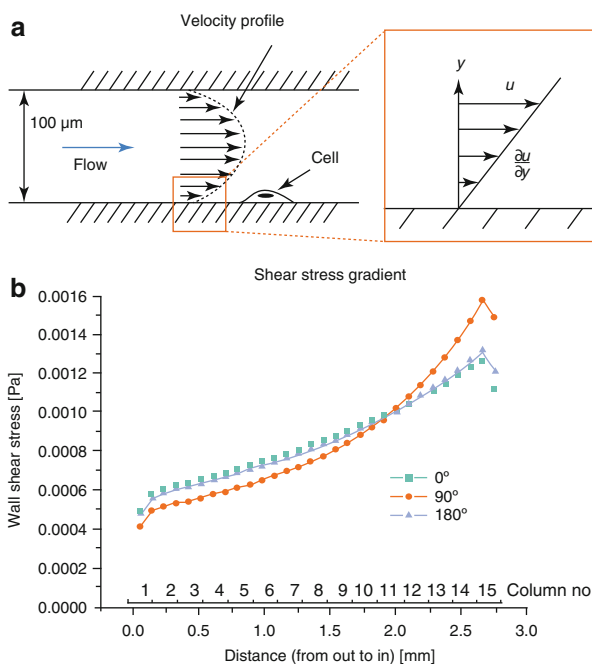 a
Velocity profile
100 µm
Flow
Cell
y
u
∂u
∂y
b
Shear stress gradient
Wall shear stress [Pa]
0.0016
0.0014
0.0012
0.0010
0.0008
0.0006
0.0004
0.0002
0.0000
0º
90º
180º
1 2 3 4 5 6 7 8 9 10 11 12 13 14 15 Column no
0.0 0.5 1.0 1.5 2.0 2.5 3.0
Distance (from out to in) [mm]